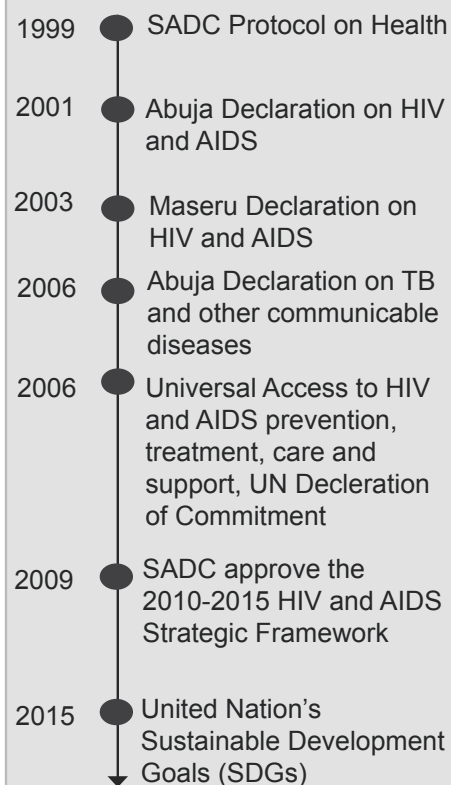 1999 SADC Protocol on Health
2001 Abuja Declaration on HIV
and AIDS
2003 Maseru Declaration on
HIV and AIDS
2006 Abuja Declaration on TB
and other communicable
diseases
2006 Universal Access to HIV
and AIDS prevention,
treatment, care and
support, UN Decleration
of Commitment
2009 SADC approve the
2010-2015 HIV and AIDS
Strategic Framework
2015 United Nation's
Sustainable Development
Goals (SDGs)